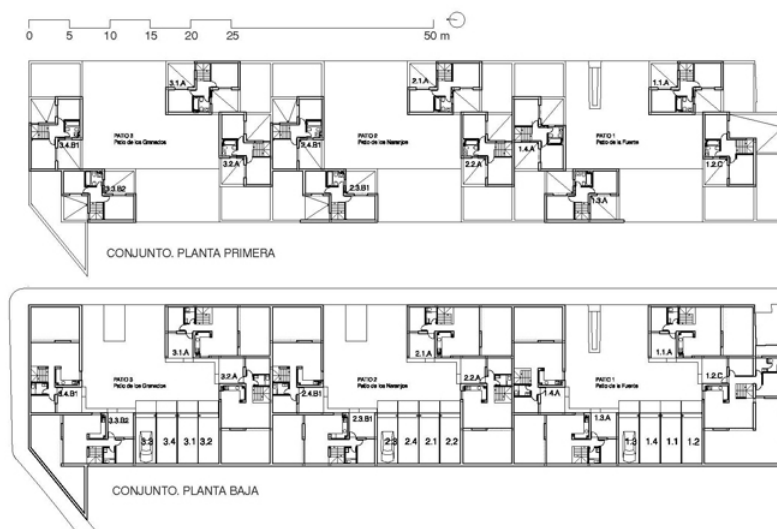 0 5 10 15 20 25 50 m
3.1.A
2.1.A
1.1.A
PATIO 3
Patio de los Granados
PATIO 2
Patio de los Naranjos
PATIO 1
Patio de la Fuente
3.4.B1
3.2.A
2.4.B1
2.2.A
1.4.A
1.2.C
3.3.B2
2.3.B1
1.3.A
CONJUNTO. PLANTA PRIMERA
3.1.A
2.1.A
1.1.A
3.2.A
2.2.A
1.2.C
PATIO 3
Patio de los Granados
PATIO 2
Patio de los Naranjos
PATIO 1
Patio de la Fuente
3.4.B1
2.4.B1
1.4.A
3.3.B2
2.3.B1
1.3.A
3.3 3.4 3.1 3.2
2.3 2.4 2.1 2.2
1.3 1.4 1.1 1.2
CONJUNTO. PLANTA BAJA